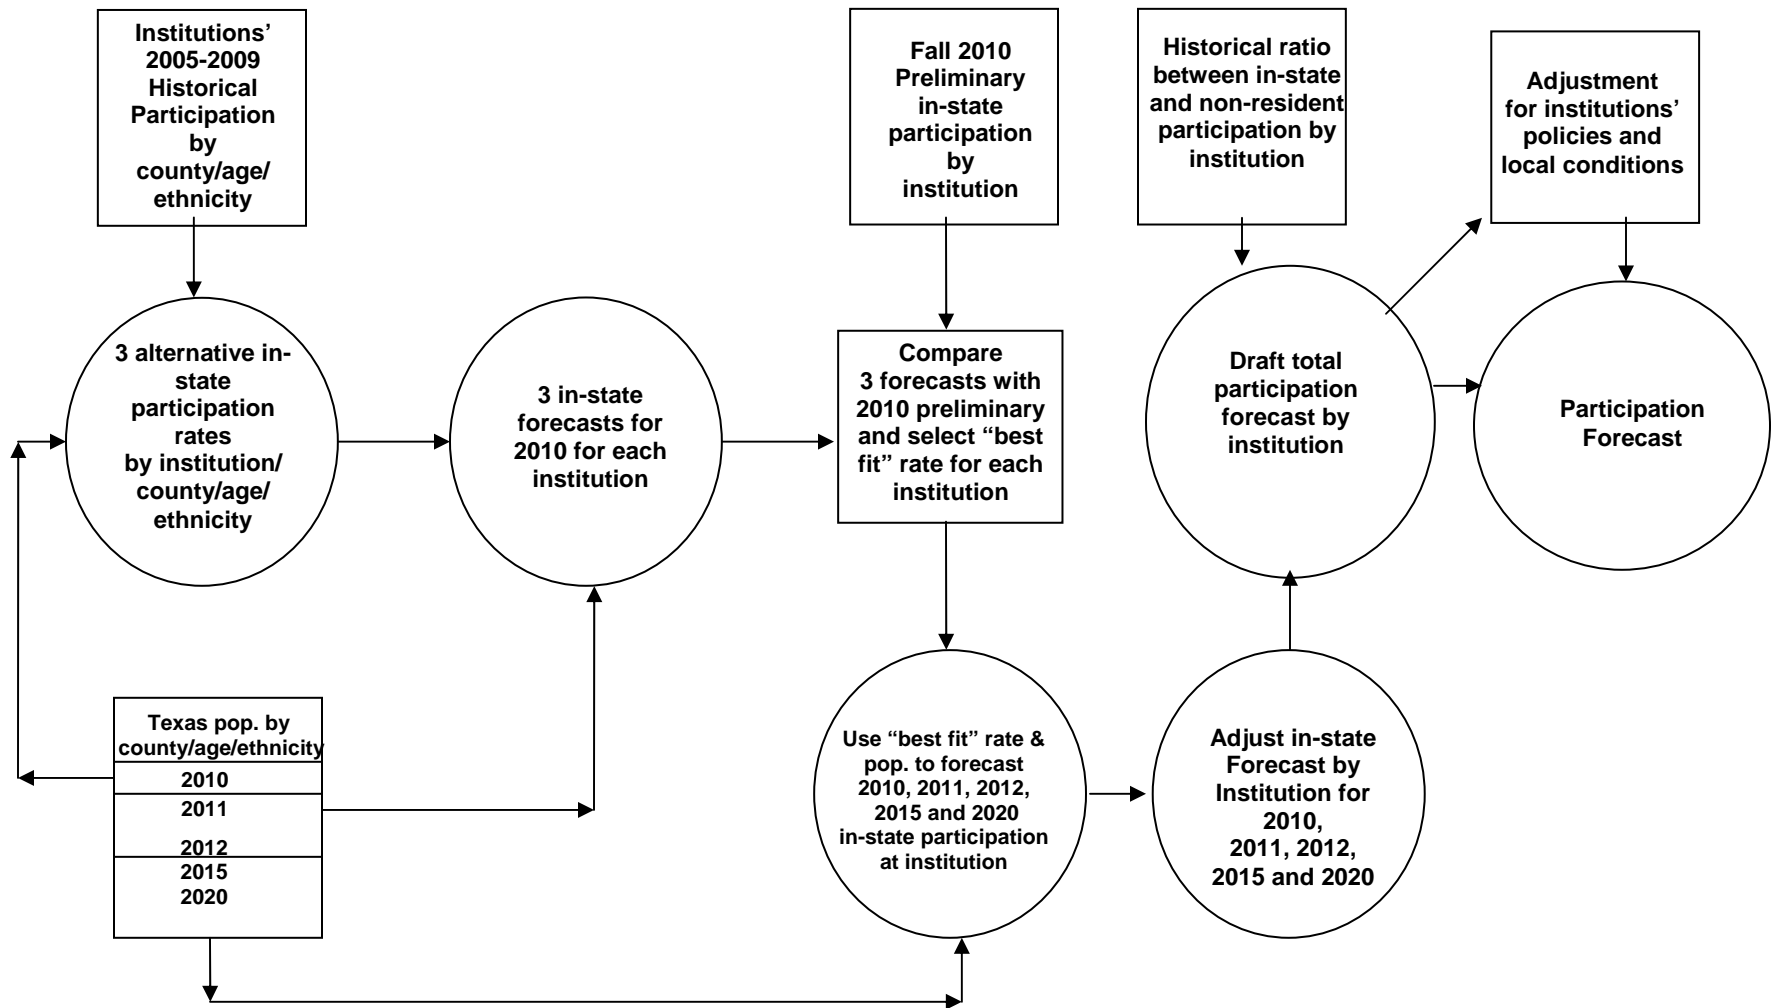 Institutions’
2005-2009
Historical
Participation
by
county/age/
ethnicity
Fall 2010
Preliminary
in-state
participation
by
institution
Historical ratio
between in-state
and non-resident
participation by
institution
Adjustment
for institutions’
policies and
local conditions
3 alternative in-
state
participation
rates
by institution/
county/age/
ethnicity
3 in-state
forecasts for
2010 for each
institution
Compare
3 forecasts with
2010 preliminary
and select “best
fit” rate for each
institution
Draft total
participation
forecast by
institution
Participation
Forecast
Texas pop. by
county/age/ethnicity
2010
2011
2012
2015
2020
Use “best fit” rate &
pop. to forecast
2010, 2011, 2012,
2015 and 2020
in-state participation
at institution
Adjust in-state
Forecast by
Institution for
2010,
2011, 2012,
2015 and 2020